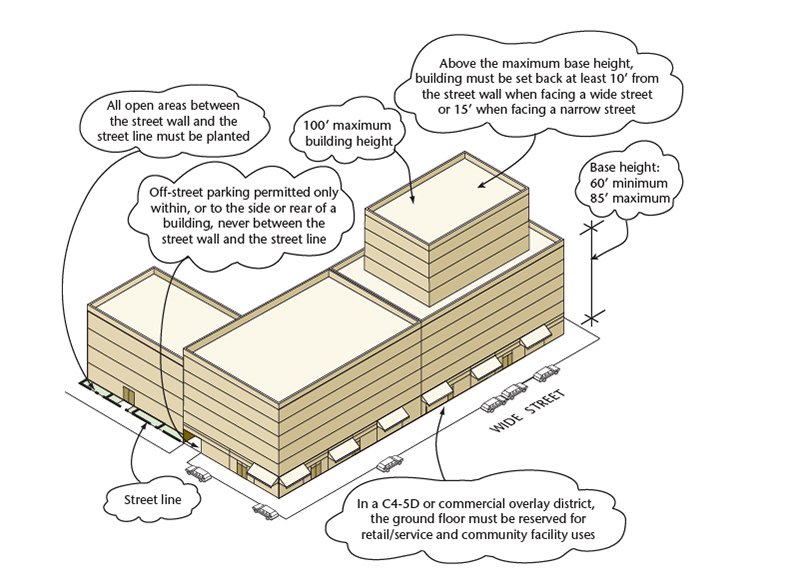 Above the maximum base height,
building must be set back at least 10′ from
the street wall when facing a wide street
or 15′ when facing a narrow street
All open areas between
the street wall and the
street line must be planted
100′ maximum
building height
Base height:
60′ minimum
85′ maximum
Off-street parking permitted only
within, or to the side or rear of a
building, never between the
street wall and the street line
WIDE STREET
Street line
In a C4-5D or commercial overlay district,
the ground floor must be reserved for
retail/service and community facility uses